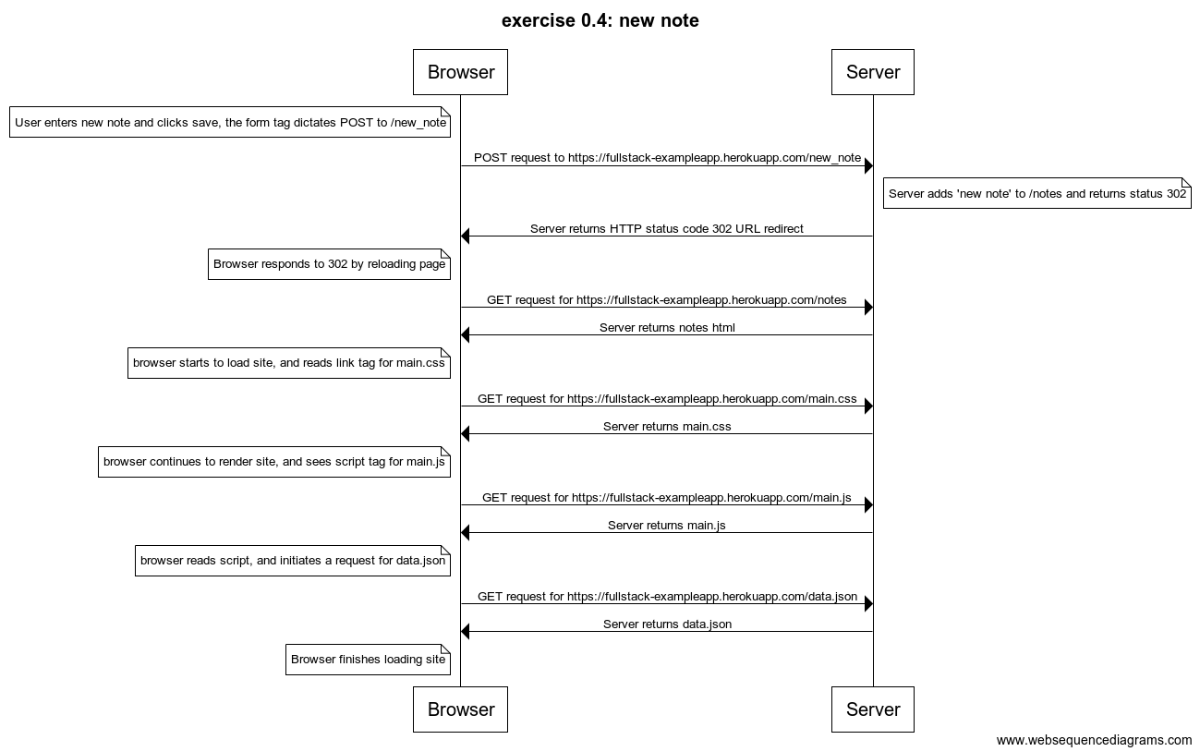 exercise 0.4: new note
Browser
Server
User enters new note and clicks save, the form tag dictates POST to /new_note
POST request to https://fullstack-exampleapp.herokuapp.com/new_note
Server adds 'new note' to /notes and returns status 302
Server returns HTTP status code 302 URL redirect
Browser responds to 302 by reloading page
GET request for https://fullstack-exampleapp.herokuapp.com/notes
Server returns notes html
browser starts to load site, and reads link tag for main.css
GET request for https://fullstack-exampleapp.herokuapp.com/main.css
Server returns main.css
browser continues to render site, and sees script tag for main.js
GET request for https://fullstack-exampleapp.herokuapp.com/main.js
Server returns main.js
browser reads script, and initiates a request for data.json
GET request for https://fullstack-exampleapp.herokuapp.com/data.json
Server returns data.json
Browser finishes loading site
Browser
Server
www.websequencediagrams.com